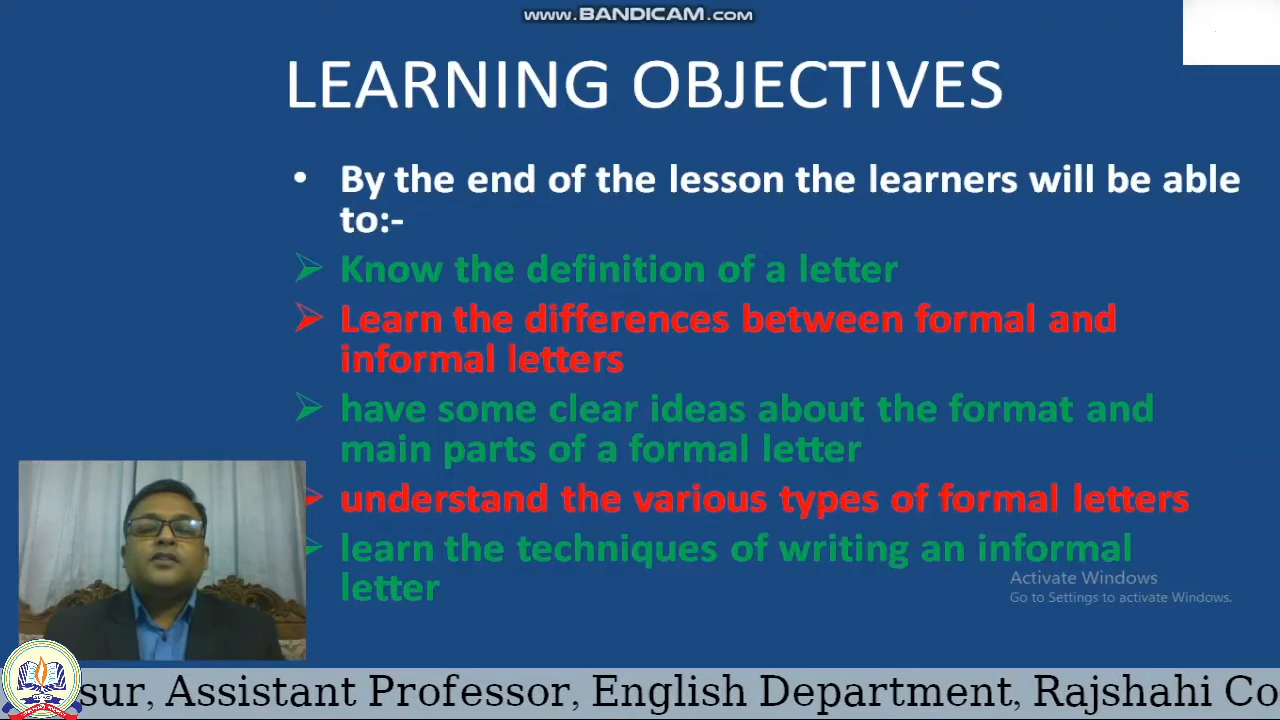 www.BANDICAM.com
LEARNING OBJECTIVES
• By the end of the lesson the learners will be able
to:-
➢ Know the definition of a letter
➢ Learn the differences between formal and
informal letters
➢ have some clear ideas about the format and
main parts of a formal letter
➢ understand the various types of formal letters
➢ learn the techniques of writing an informal
letter
Activate Windows
Go to Settings to activate Windows.
sur, Assistant Professor, English Department, Rajshahi Co